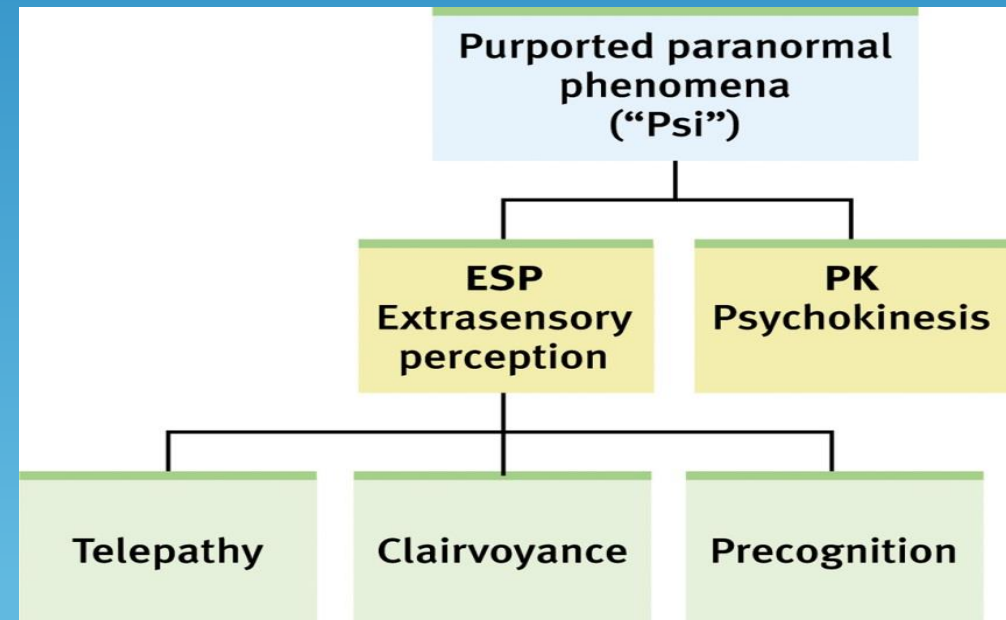 Purported paranormal
phenomena
(“Psi”)
ESP
Extrasensory
perception
PK
Psychokinesis
Telepathy
Clairvoyance
Precognition